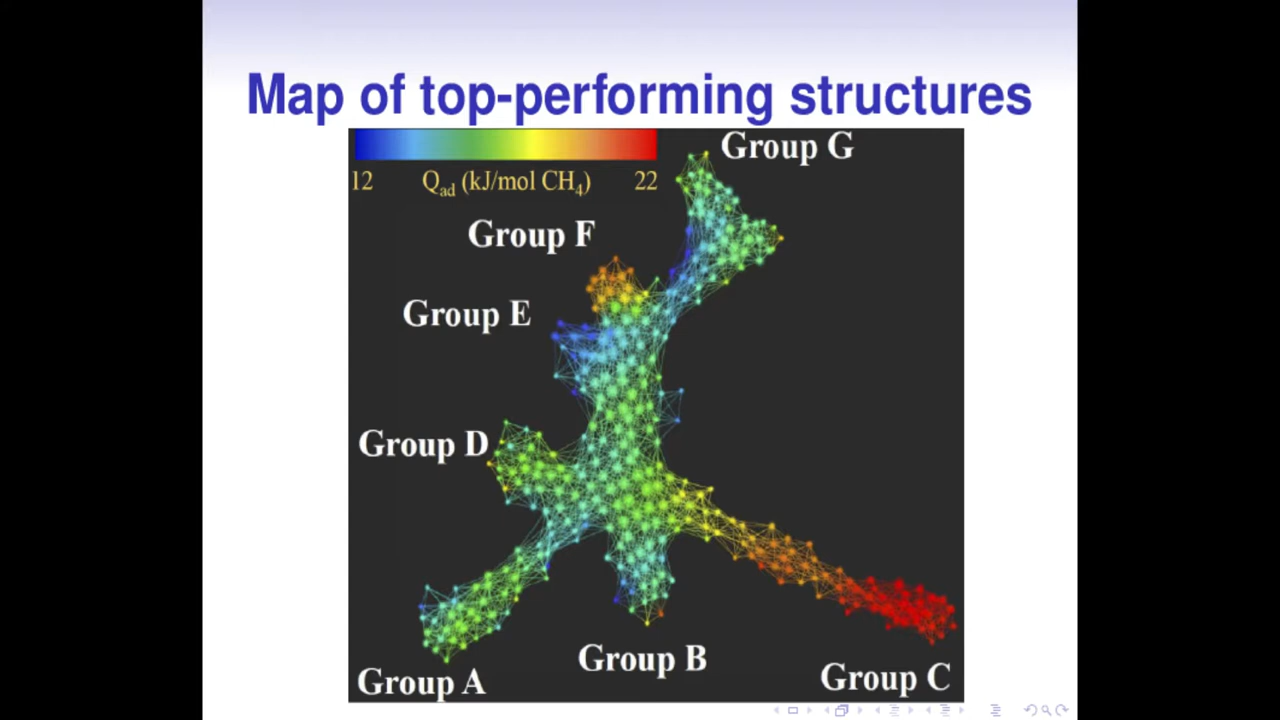 Map of top-performing structures
Group G
12 Qad (kJ/mol CH4) 22
Group F
Group E
Group D
Group B
Group C
Group A